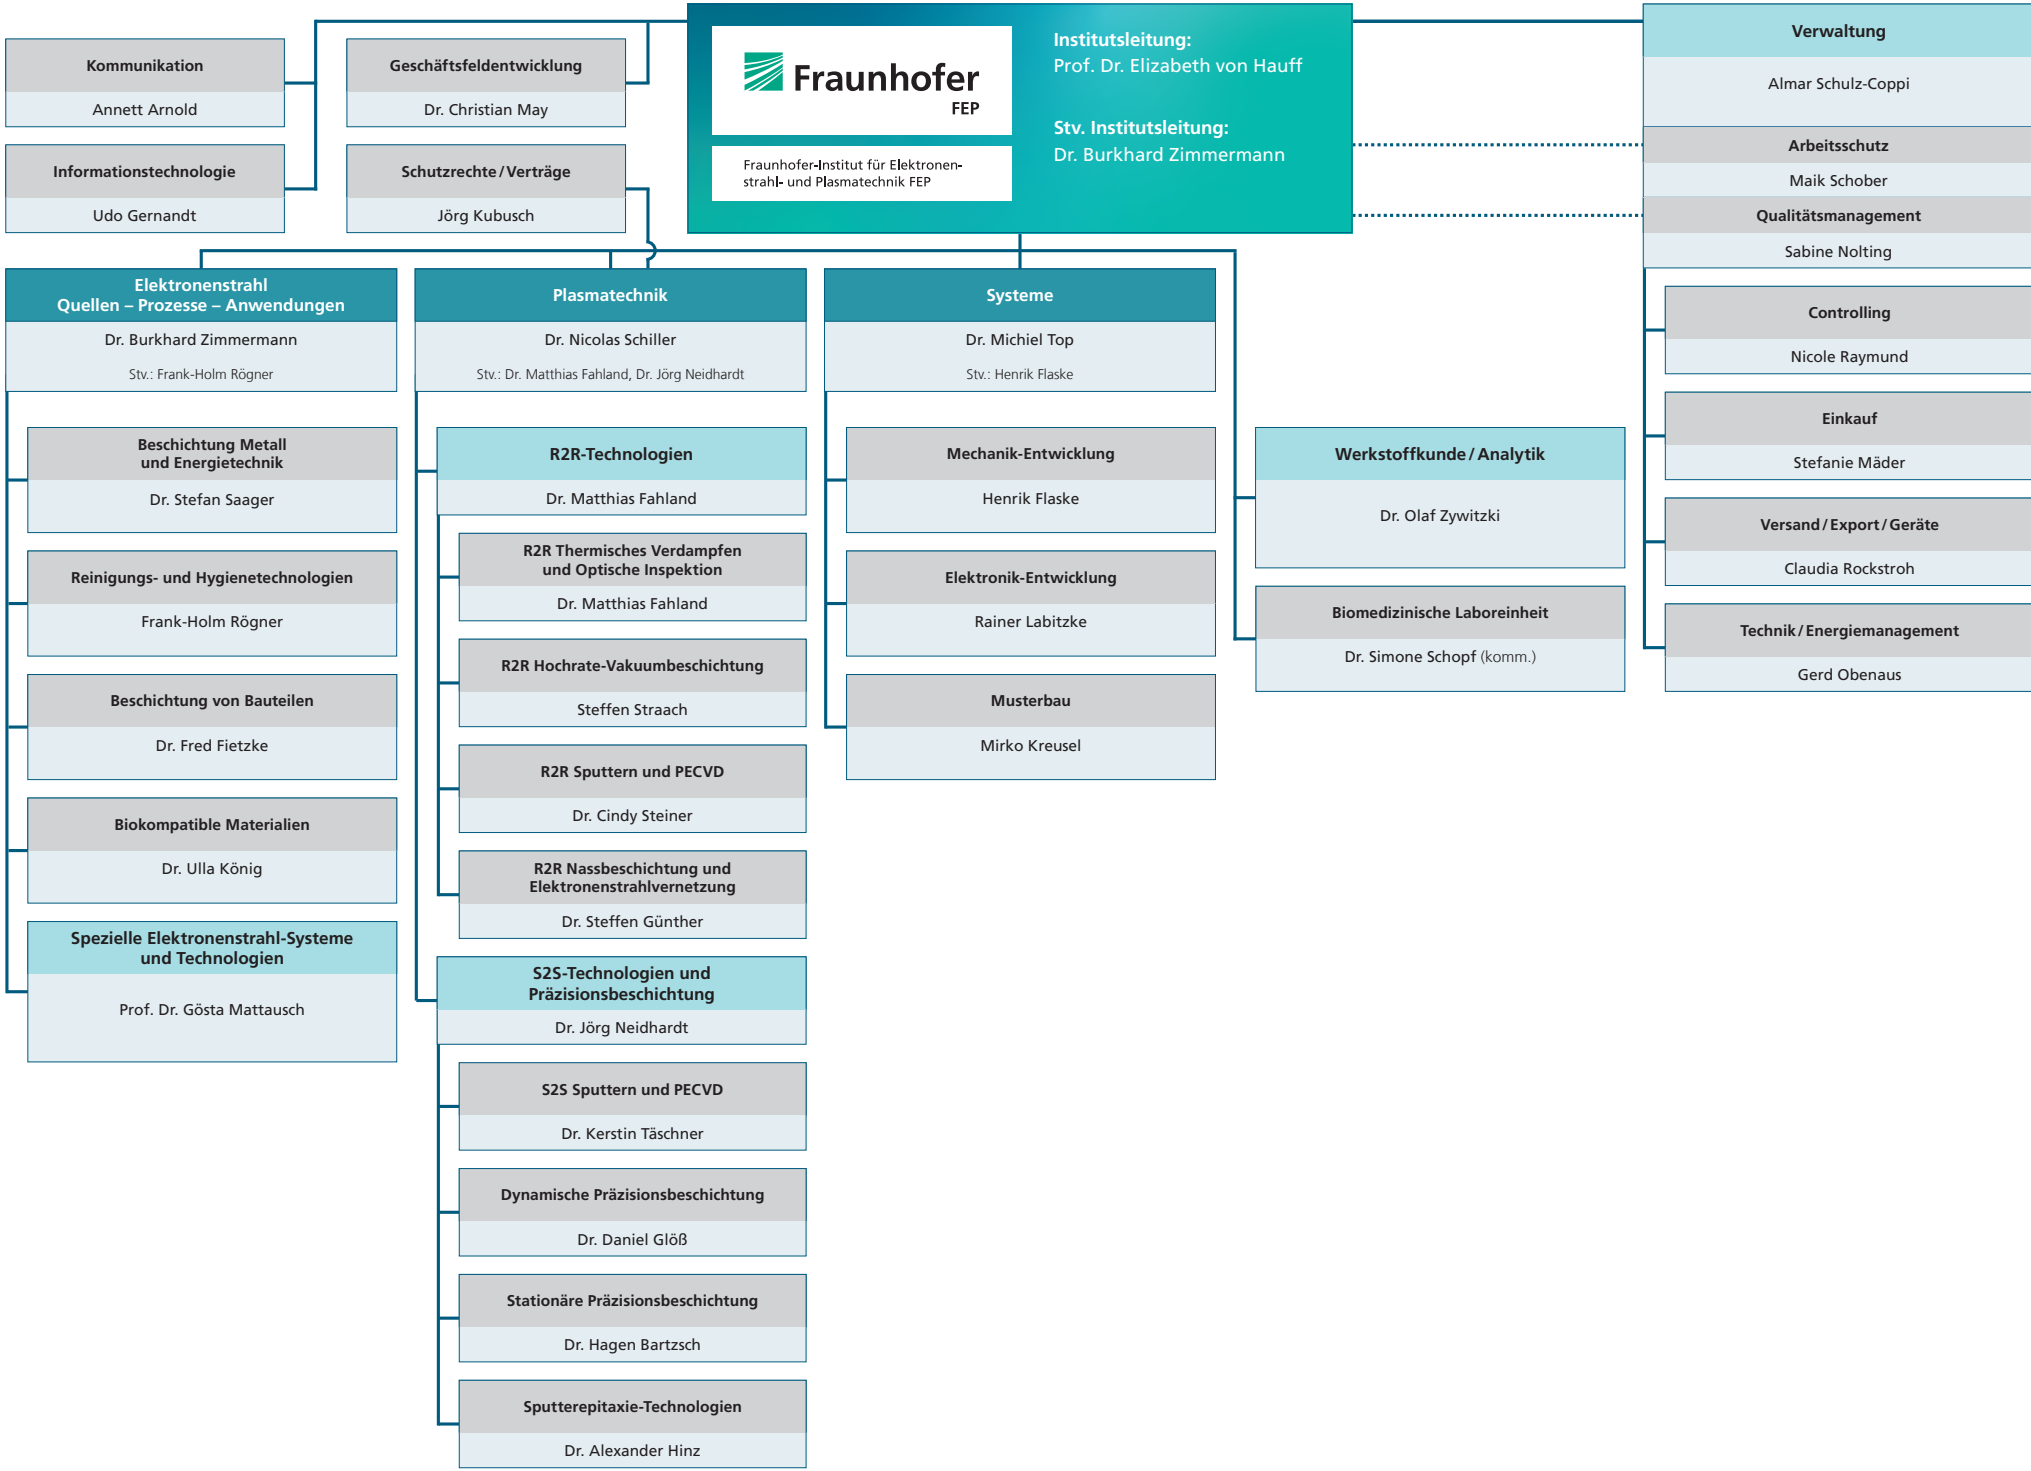 Kommunikation
Annett Arnold
Geschäftsfeldentwicklung
Dr. Christian May
Informationstechnologie
Udo Gernandt
Schutzrechte / Verträge
Jörg Kubusch
Fraunhofer
FEP
Fraunhofer-Institut für Elektronen-
strahl- und Plasmatechnik FEP
Institutsleitung:
Prof. Dr. Elizabeth von Hauff
Stv. Institutsleitung:
Dr. Burkhard Zimmermann
Verwaltung
Almar Schulz-Coppi
Arbeitsschutz
Maik Schober
Qualitätsmanagement
Sabine Nolting
Controlling
Nicole Raymund
Einkauf
Stefanie Mäder
Versand / Export / Geräte
Claudia Rockstroh
Technik / Energiemanagement
Gerd Obenaus
Elektronenstrahl
Quellen – Prozesse – Anwendungen
Dr. Burkhard Zimmermann
Stv.: Frank-Holm Rögner
Beschichtung Metall
und Energietechnik
Dr. Stefan Saager
Reinigungs- und Hygienetechnologien
Frank-Holm Rögner
Beschichtung von Bauteilen
Dr. Fred Fietzke
Biokompatible Materialien
Dr. Ulla König
Spezielle Elektronenstrahl-Systeme
und Technologien
Prof. Dr. Gösta Mattausch
Plasmatechnik
Dr. Nicolas Schiller
Stv.: Dr. Matthias Fahland, Dr. Jörg Neidhardt
R2R-Technologien
Dr. Matthias Fahland
R2R Thermisches Verdampfen
und Optische Inspektion
Dr. Matthias Fahland
R2R Hochrate-Vakuumbeschichtung
Steffen Straach
R2R Sputtern und PECVD
Dr. Cindy Steiner
R2R Nassbeschichtung und
Elektronenstrahlvernetzung
Dr. Steffen Günther
S2S-Technologien und
Präzisionsbeschichtung
Dr. Jörg Neidhardt
S2S Sputtern und PECVD
Dr. Kerstin Täschner
Dynamische Präzisionsbeschichtung
Dr. Daniel Glöß
Stationäre Präzisionsbeschichtung
Dr. Hagen Bartzsch
Sputterepitaxie-Technologien
Dr. Alexander Hinz
Systeme
Dr. Michiel Top
Stv.: Henrik Flaske
Mechanik-Entwicklung
Henrik Flaske
Elektronik-Entwicklung
Rainer Labitzke
Musterbau
Mirko Kreusel
Werkstoffkunde / Analytik
Dr. Olaf Zywitzki
Biomedizinische Laboreinheit
Dr. Simone Schopf (komm.)